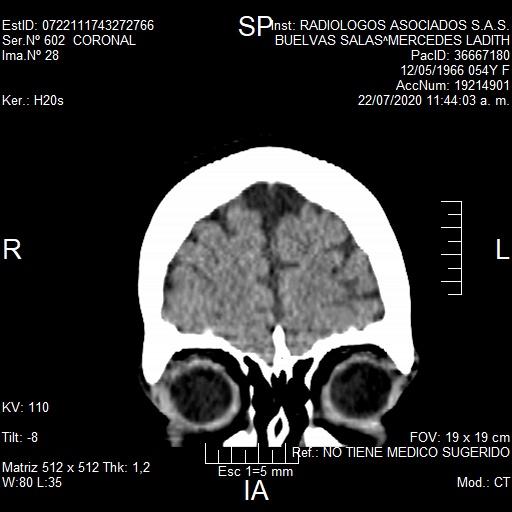 EstID: 0722111743272766
Ser.Nº 602 CORONAL
Ima.Nº 28
Ker.: H20s
SP
Inst: RADIOLOGOS ASOCIADOS S.A.S.
BUELVAS SALAS^MERCEDES LADITH
PacID: 36667180
12/05/1966 054Y F
AccNum: 19214901
22/07/2020 11:44:03 a. m.
R
L
KV: 110
Tilt: -8
Matriz 512 x 512 Thk: 1,2
W:80 L:35
Esc 1=5 mm
IA
FOV: 19 x 19 cm
Ref.: NO TIENE MEDICO SUGERIDO
Mod.: CT